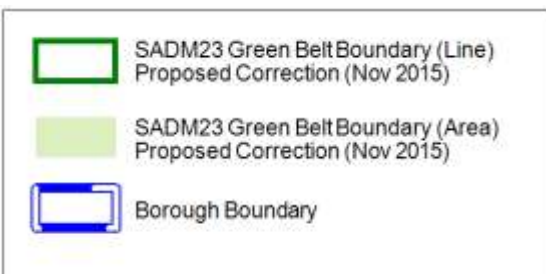 SADM23 Green Belt Boundary (Line)
Proposed Correction (Nov 2015)
SADM23 Green Belt Boundary (Area)
Proposed Correction (Nov 2015)
Borough Boundary